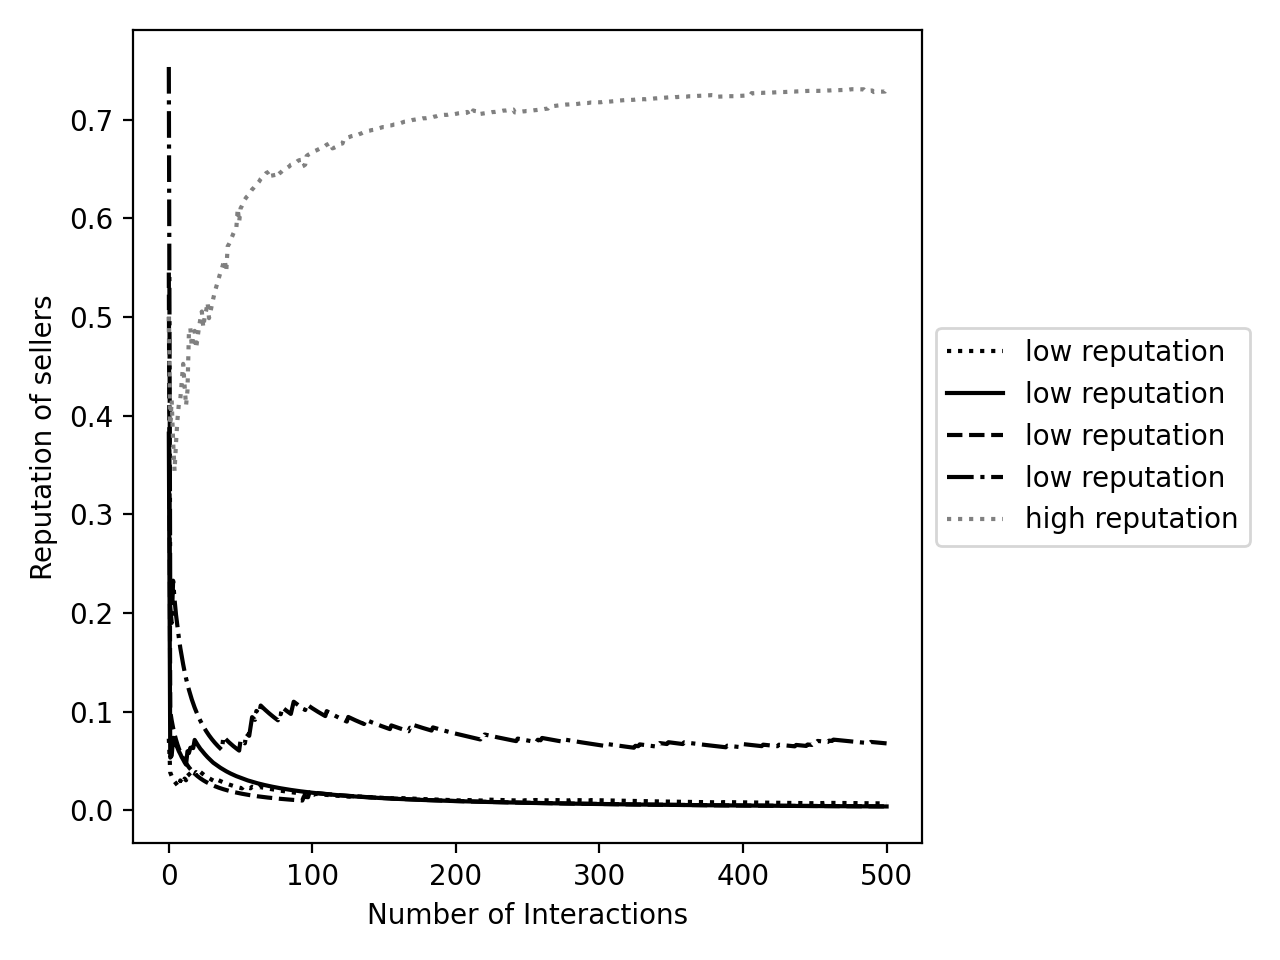 0.7
0.6
0.5
0.4
0.3
0.2
0.1
0.0
Reputation of sellers
0 100 200 300 400 500
Number of Interactions
low reputation
low reputation
low reputation
low reputation
high reputation